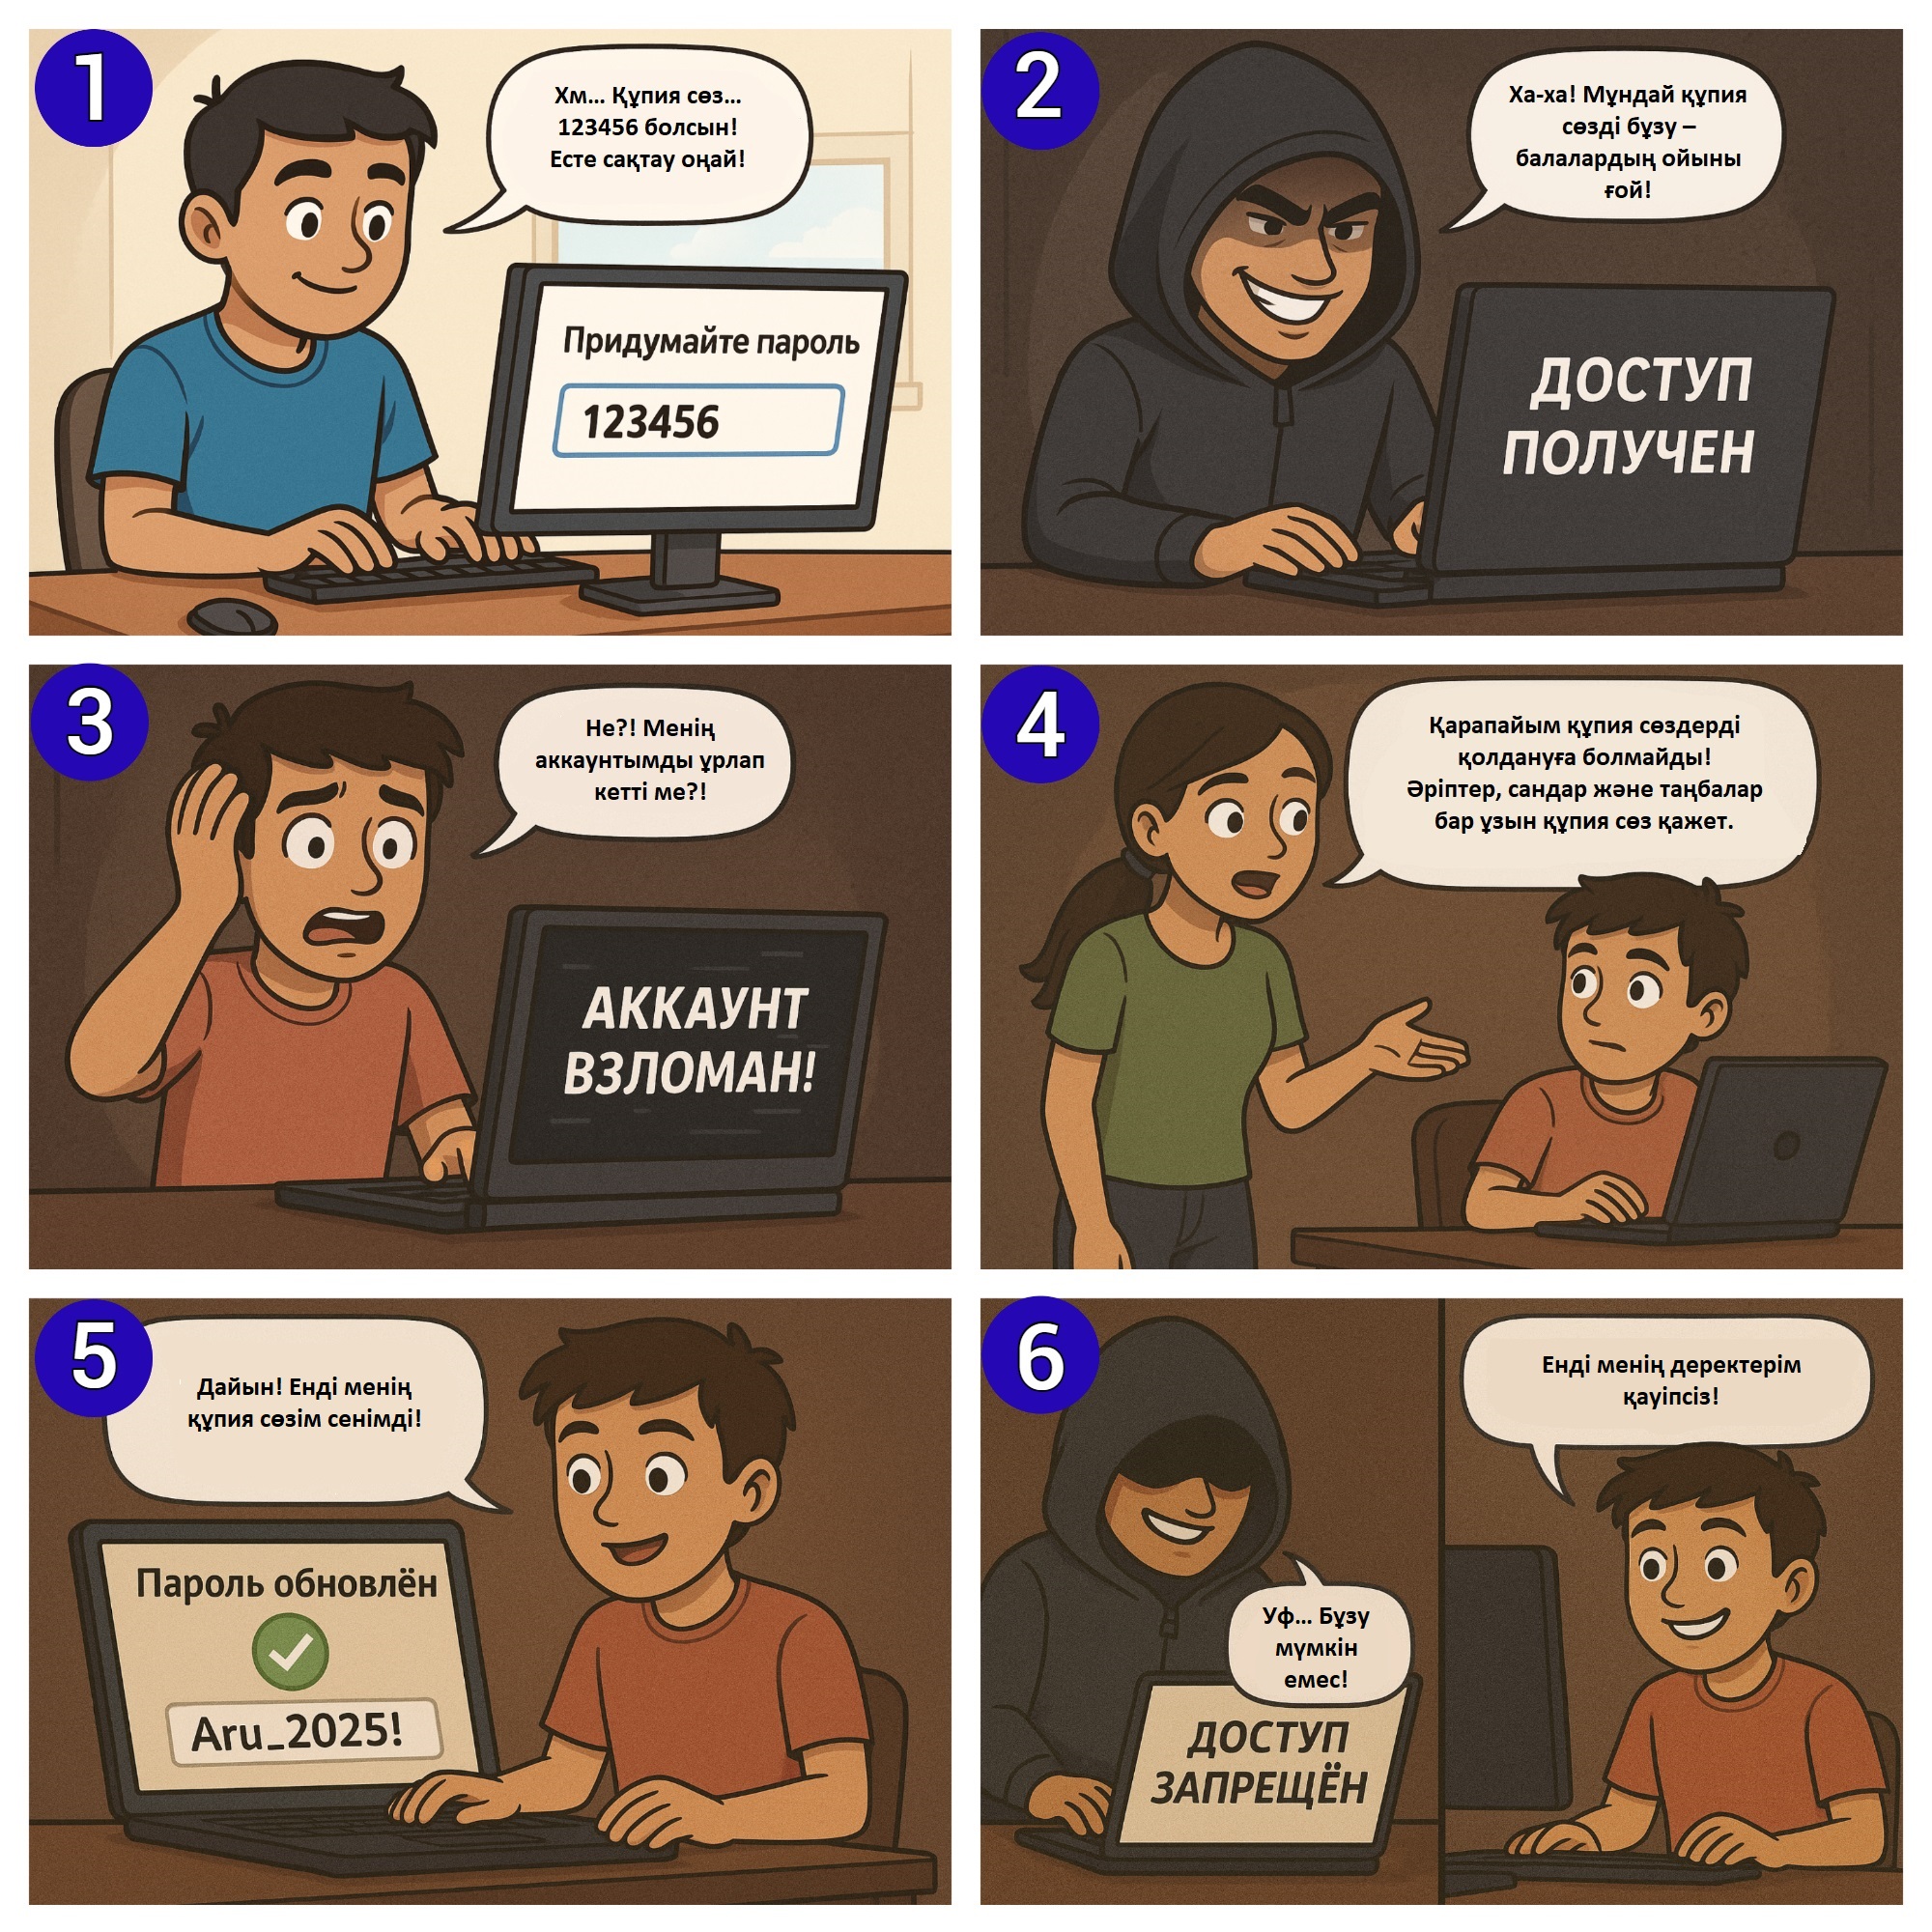 1
Хм... Құпия сөз...
123456 болсын!
Есте сақтау оңай!
Придумайте пароль
123456
2
Ха-ха! Мұндай құпия
сөзді бұзу –
балалардың ойыны
ғой!
ДОСТУП
ПОЛУЧЕН
3
Не?! Менің
аккаунтымды ұрлап
кетті ме?!
АККАУНТ
ВЗЛОМАН!
4
Қарапайым құпия сөздерді
қолдануға болмайды!
Әріптер, сандар және таңбалар
бар ұзын құпия сөз қажет.
5
Дайын! Енді менің
құпия сөзім сенімді!
Пароль обновлён
Aru_2025!
6
Уф... Бұзу
мүмкін
емес!
ДОСТУП
ЗАПРЕЩЁН
Енді менің деректерім
қауіпсіз!